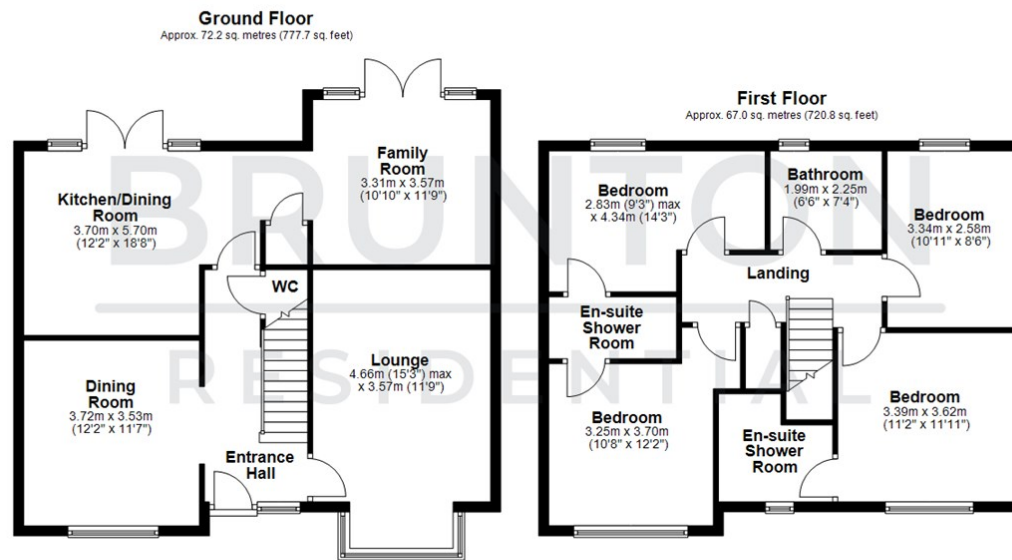 Ground Floor
Approx. 72.2 sq. metres (777.7 sq. feet)
Kitchen/Dining
Room
3.70m x 5.70m
(12'2" x 18'8")
Family
Room
3.31m x 3.57m
(10'10" x 11'9")
WC
Dining
Room
3.72m x 3.53m
(12'2" x 11'7")
Lounge
4.66m (15'3") max
x 3.57m (11'9")
Entrance
Hall
First Floor
Approx. 67.0 sq. metres (720.8 sq. feet)
Bedroom
2.83m (9'3") max
x 4.34m (14'3")
Bathroom
1.99m x 2.25m
(6'6" x 7'4")
Bedroom
3.34m x 2.58m
(10'11" x 8'6")
Landing
En-suite
Shower
Room
Bedroom
3.25m x 3.70m
(10'8" x 12'2")
En-suite
Shower
Room
Bedroom
3.39m x 3.62m
(11'2" x 11'11")
BRUNTON
RESIDENTIAL